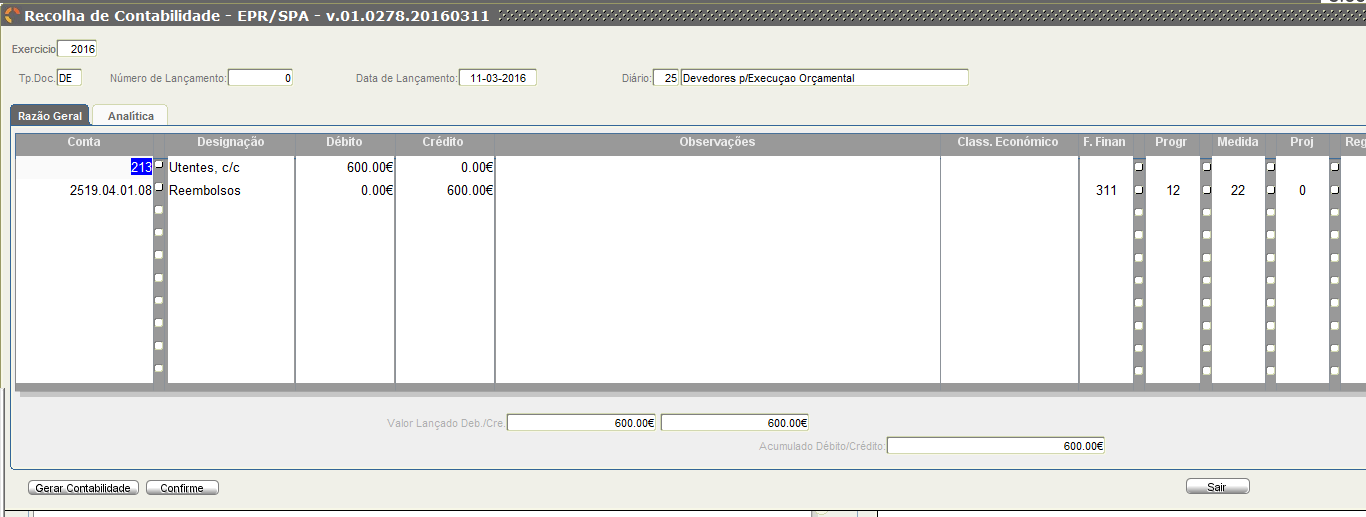 Recolha de Contabilidade - EPR/SPA - v.01.0278.20160311
Exercicio 2016
Tp.Doc. DE Número de Lançamento: 0 Data de Lançamento: 11-03-2016 Diário: 25 Devedores p/Execuçao Orçamental
Razão Geral Analítica
Conta Designação Débito Crédito Observações Class. Económico F. Finan Progr Medida Proj Reg
213 Utentes, c/c 600.00€ 0.00€
2519.04.01.08 Reembolsos 0.00€ 600.00€ 311 12 22 0
Valor Lançado Deb./Cre. 600.00€ 600.00€
Acumulado Débito/Crédito: 600.00€
Gerar Contabilidade Confirme Sair